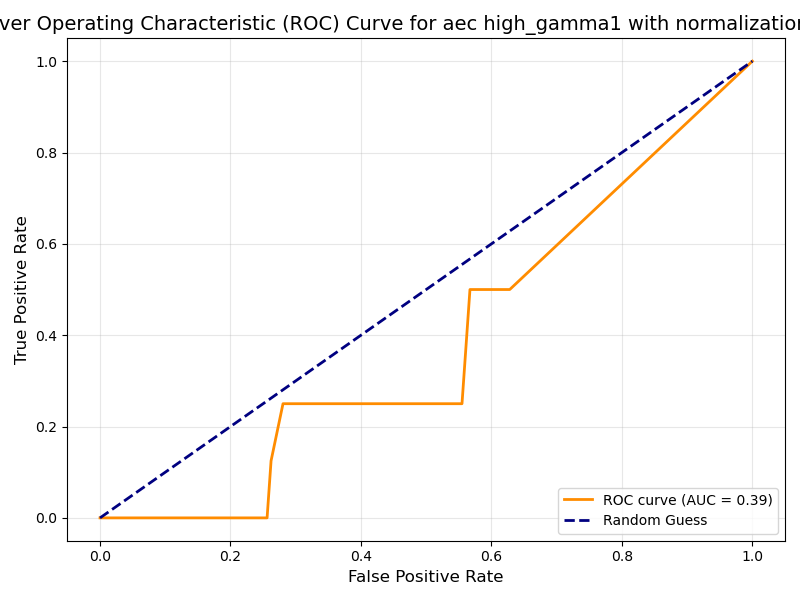 ver Operating Characteristic (ROC) Curve for aec high_gamma1 with normalization
1.0
0.8
0.6
0.4
0.2
0.0
True Positive Rate
ROC curve (AUC = 0.39)
Random Guess
0.0 0.2 0.4 0.6 0.8 1.0
False Positive Rate